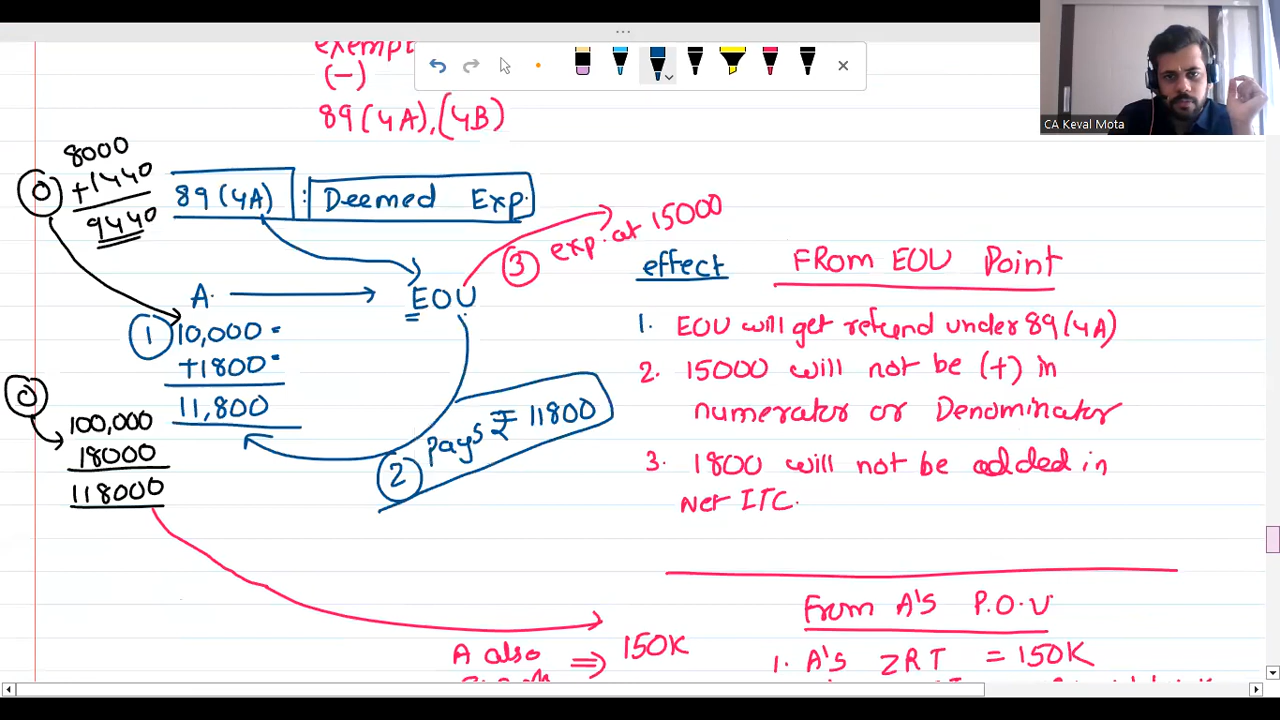 exempt
(-)
89(4A),(4B)
CA Keval Mota
8000
+1440
9440
0
89(4A) : Deemed Exp.
3 exp. at 15000
A
EOU
1 10,000
+1800
11,800
2 Pays ₹ 11800
0
100,000
18000
118000
effect FROM EOU Point
1. EOU will get refund under 89(4A)
2. 15000 will not be (+) in
numerator or Denominator
3. 1800 will not be added in
Net ITC.
From A's P.O.V
A also ⇒ 150K
1. A's ZRT = 150K